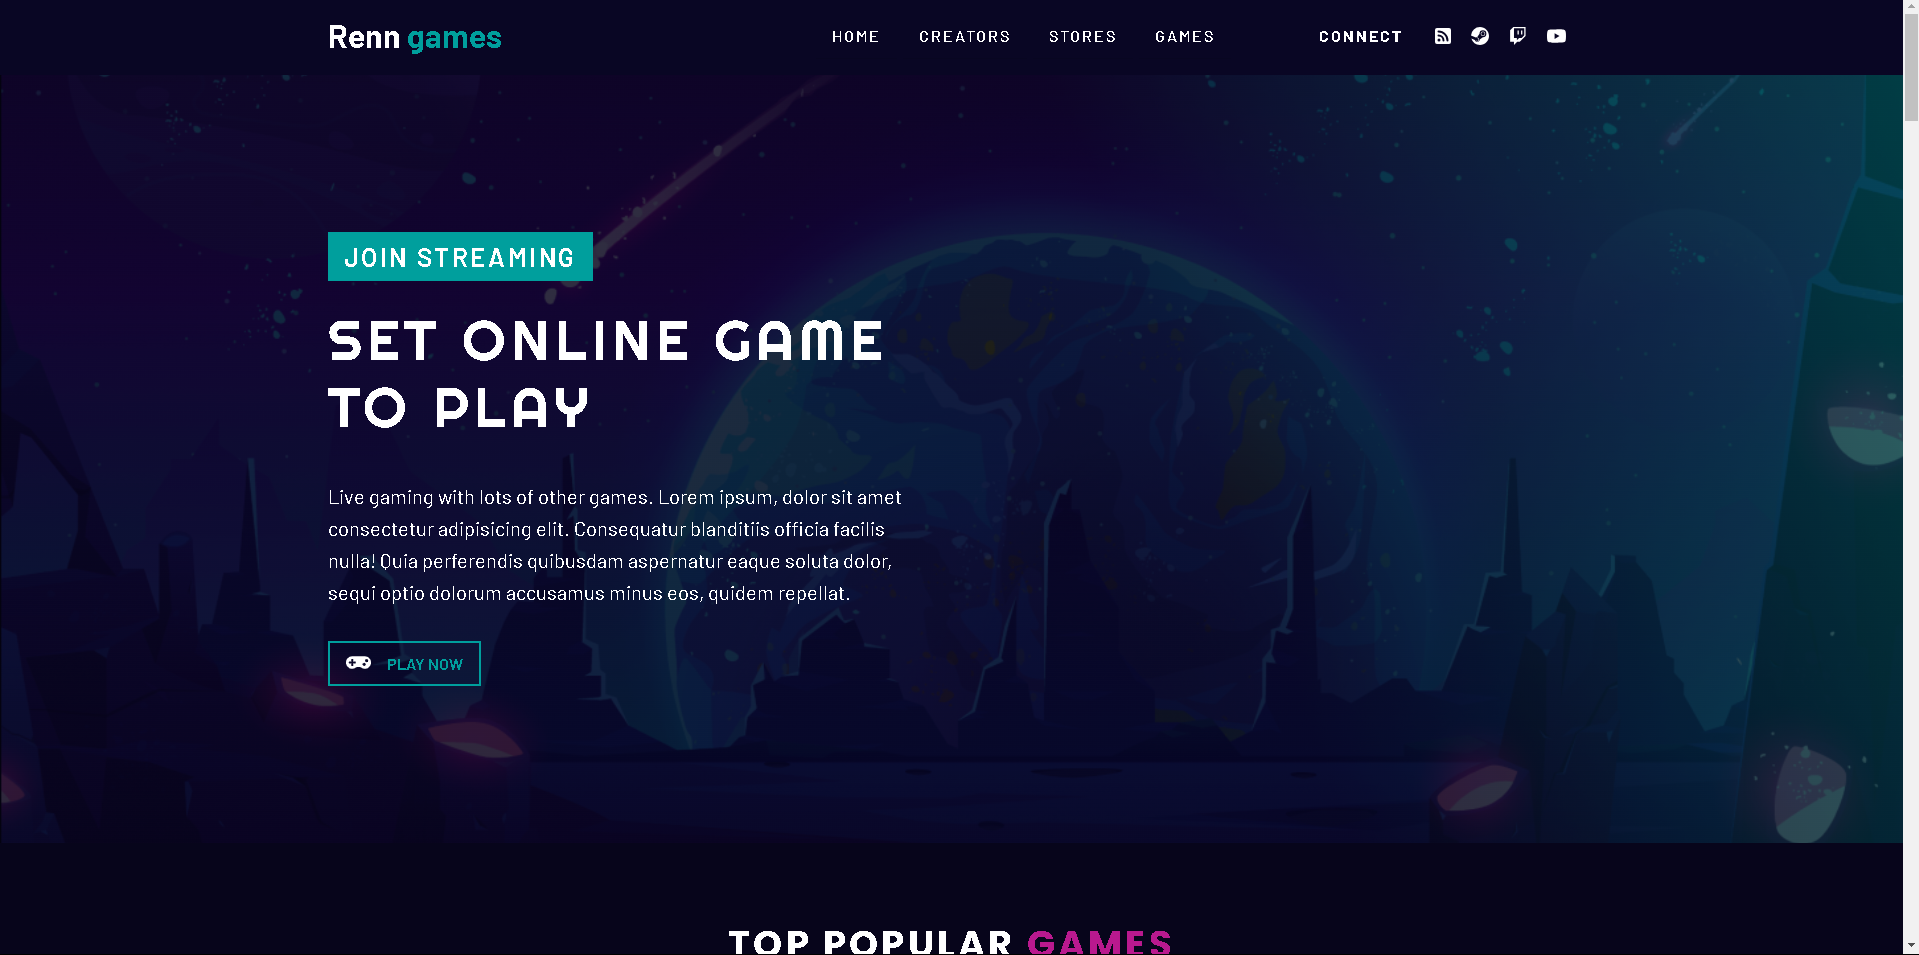 Renn games
HOME CREATORS STORES GAMES CONNECT
JOIN STREAMING
SET ONLINE GAME
TO PLAY
Live gaming with lots of other games. Lorem ipsum, dolor sit amet
consectetur adipisicing elit. Consequatur blanditiis officia facilis
nulla! Quia perferendis quibusdam aspernatur eaque soluta dolor,
sequi optio dolorum accusamus minus eos, quidem repellat.
PLAY NOW
TOP POPULAR GAMES